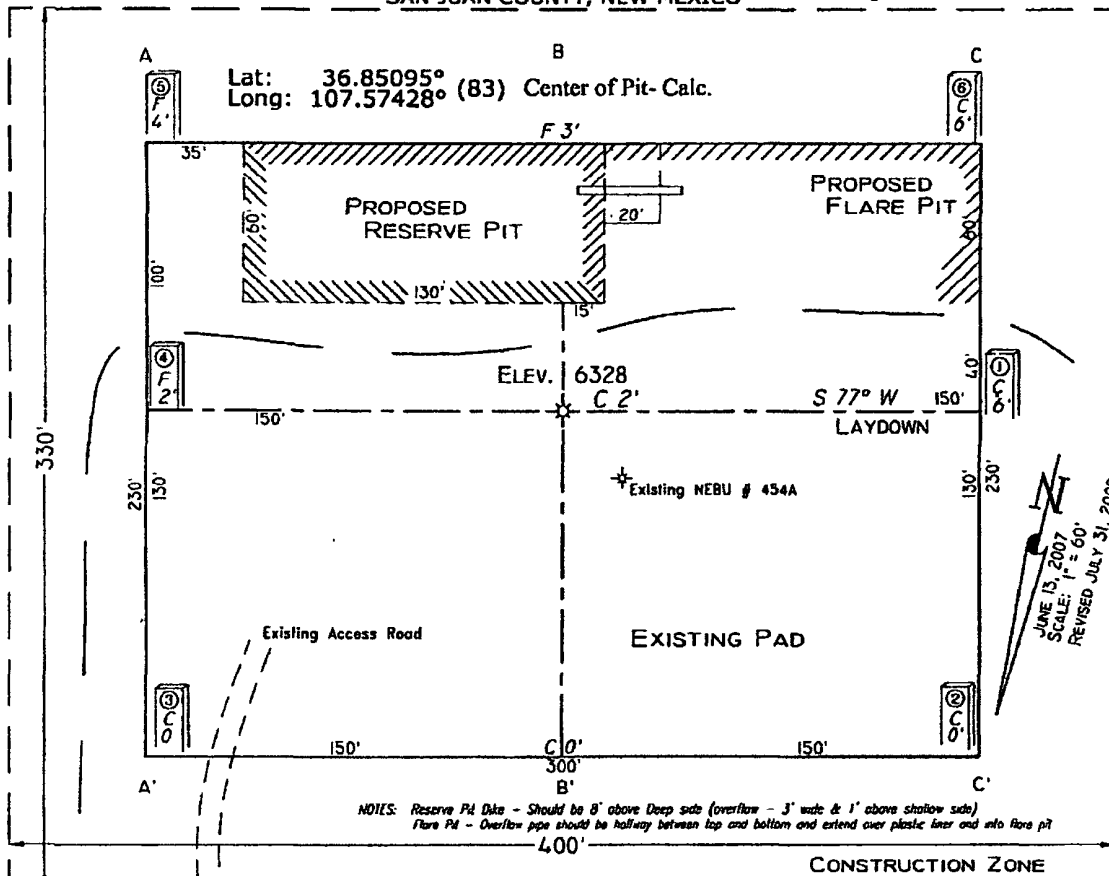 SAN JUAN COUNTY, NEW MEXICO
A
B
C
Lat: 36.85095°
Long: 107.57428° (83) Center of Pit- Calc.
⑤
F
4'
⑥
C
6'
F 3'
35'
PROPOSED
RESERVE PIT
PROPOSED
FLARE PIT
20'
60'
60'
100'
130'
15'
④
F
2'
①
C
6'
40'
ELEV. 6328
C 2'
S 77° W
150'
150'
LAYDOWN
330'
230'
130'
Existing NEBU # 454A
130'
230'
N
JUNE 13, 2007
SCALE: 1" = 60'
REVISED JULY 31,
Existing Access Road
EXISTING PAD
③
C
0'
②
C
0'
150'
C 0'
150'
300'
A'
B'
C'
NOTES: Reserve Pit Dike - Should be 8' above Deep side (overflow - 3' wide & 1' above shallow side)
Flare Pit - Overflow pipe should be halfway between top and bottom and extend over plastic liner and into flare pit
400'
CONSTRUCTION ZONE